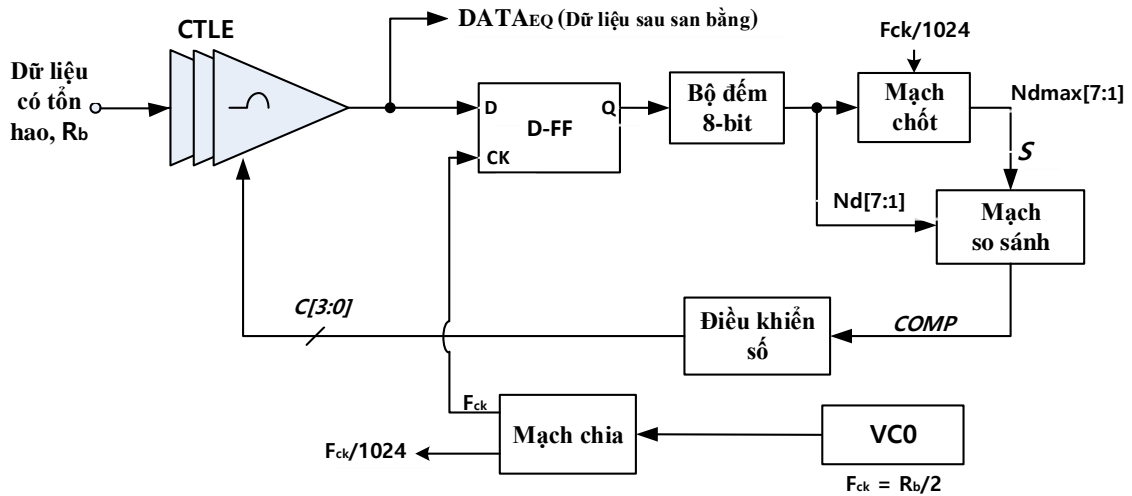 DATAEQ (Dữ liệu sau san bằng)
CTLE
Fck/1024
Dữ liệu
có tổn
hao, Rb
D
Q
D-FF
CK
Bộ đếm
8-bit
Mạch
chốt
Ndmax[7:1]
S
Nd[7:1]
Mạch
so sánh
C[3:0]
Điều khiển
số
COMP
Fck
Mạch chia
VC0
Fck/1024
Fck = Rb/2